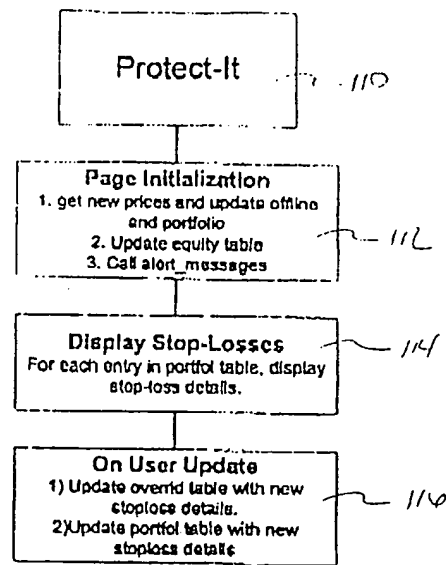 Protect-It
110
Page Initialization
1. get new prices and update offline
and portfolio
2. Update equity table
3. Call alert_messages
112
Display Stop-Losses
For each entry in portfol table, display
stop-loss details.
114
On User Update
1) Update overrid table with new
stoploss details.
2)Update portfol table with new
stoploss details
116